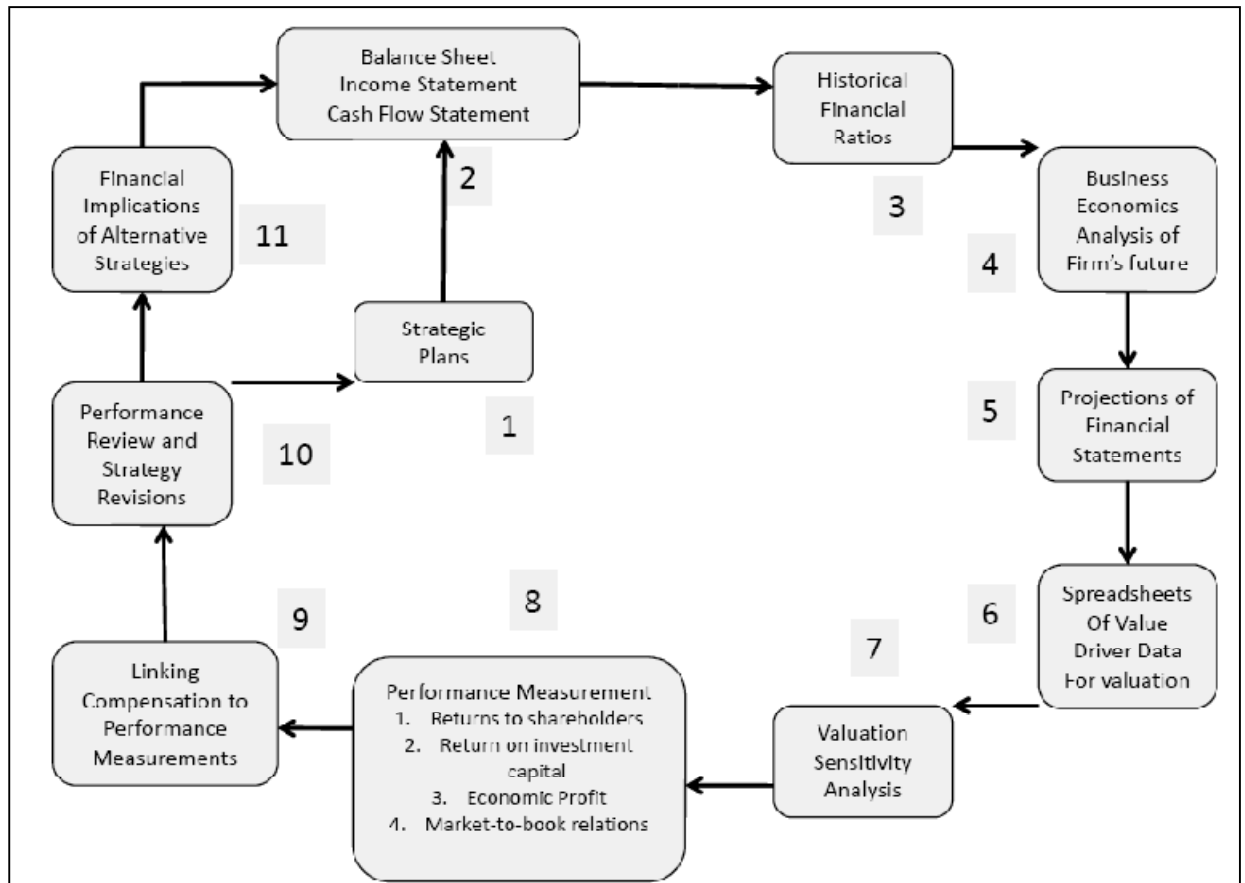 Balance Sheet
Income Statement
Cash Flow Statement
2
Historical
Financial
Ratios
3
Business
Economics
Analysis of
Firm's future
4
Financial
Implications
of Alternative
Strategies
11
Strategic
Plans
1
Performance
Review and
Strategy
Revisions
10
Projections of
Financial
Statements
5
Spreadsheets
Of Value
Driver Data
For valuation
6
Valuation
Sensitivity
Analysis
7
8
Performance Measurement
1. Returns to shareholders
2. Return on investment
capital
3. Economic Profit
4. Market-to-book relations
9
Linking
Compensation to
Performance
Measurements